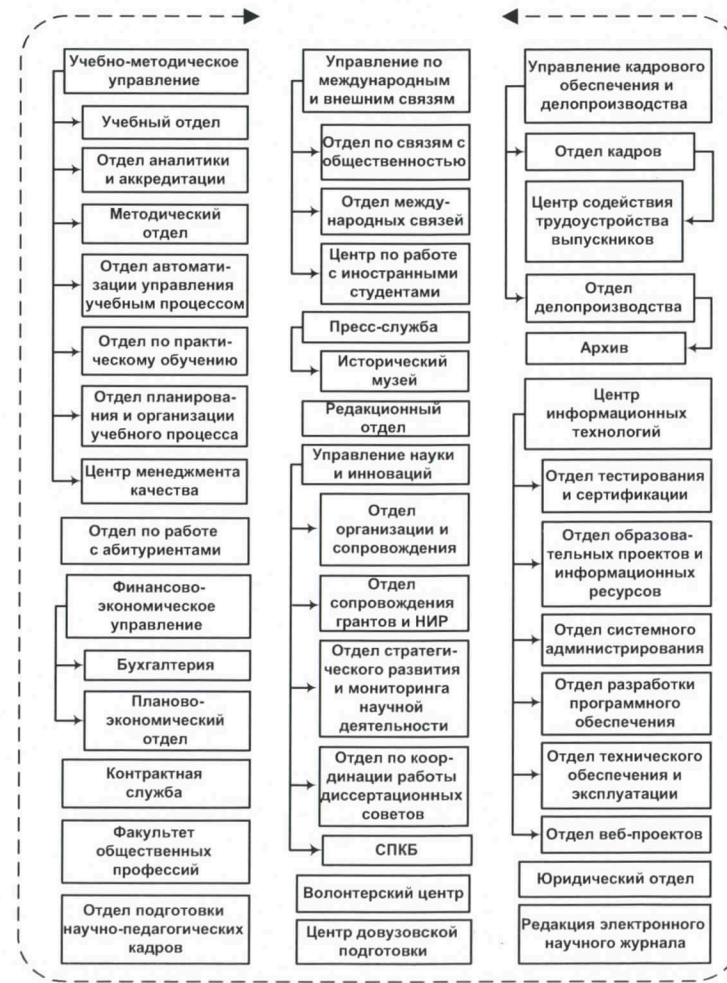 Учебно-методическое
управление
Учебный отдел
Отдел аналитики
и аккредитации
Методический
отдел
Отдел автомати-
зации управления
учебным процессом
Отдел по практи-
ческому обучению
Отдел планирова-
ния и организации
учебного процесса
Центр менеджмента
качества
Отдел по работе
с абитуриентами
Финансово-
экономическое
управление
Бухгалтерия
Планово-
экономический
отдел
Контрактная
служба
Факультет
общественных
профессий
Отдел подготовки
научно-педагогических
кадров
Управление по
международным
и внешним связям
Отдел по связям с
общественностью
Отдел между-
народных связей
Центр по работе
с иностранными
студентами
Пресс-служба
Исторический
музей
Редакционный
отдел
Управление науки
и инноваций
Отдел
организации и
сопровождения
Отдел
сопровождения
грантов и НИР
Отдел стратеги-
ческого развития
и мониторинга
научной
деятельности
Отдел по коор-
динации работы
диссертационных
советов
СПКБ
Волонтерский центр
Центр довузовской
подготовки
Управление кадрового
обеспечения и
делопроизводства
Отдел кадров
Центр содействия
трудоустройства
выпускников
Отдел
делопроизводства
Архив
Центр
информационных
технологий
Отдел тестирования
и сертификации
Отдел образова-
тельных проектов и
информационных
ресурсов
Отдел системного
администрирования
Отдел разработки
программного
обеспечения
Отдел технического
обеспечения и
эксплуатации
Отдел веб-проектов
Юридический отдел
Редакция электронного
научного журнала